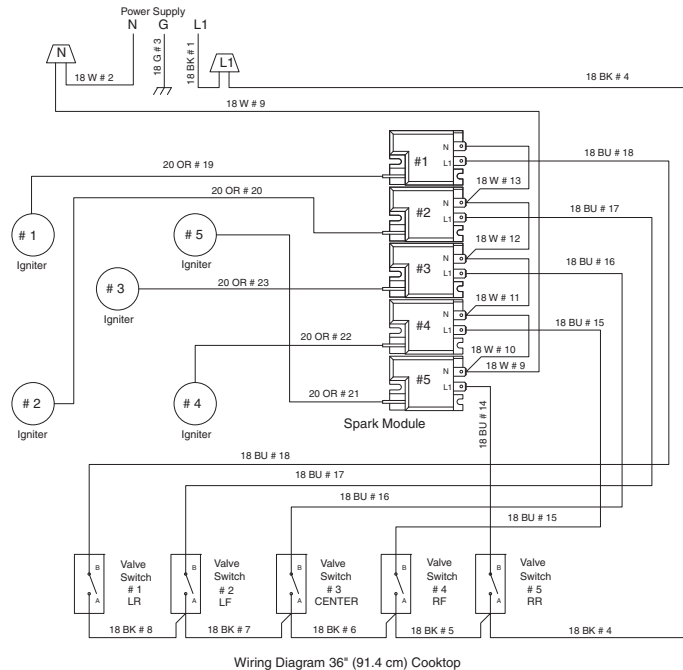 Power Supply
N G L1
N
18 W # 2
18 G # 3
18 BK # 1
L1
18 BK # 4
18 W # 9
#1
N
L1
18 BU # 18
20 OR # 19
18 W # 13
20 OR # 20
#2
N
L1
18 BU # 17
# 1
Igniter
# 5
Igniter
18 W # 12
#3
N
L1
18 BU # 16
# 3
Igniter
20 OR # 23
18 W # 11
#4
N
L1
18 BU # 15
20 OR # 22
18 W # 10
18 W # 9
#5
N
L1
# 2
Igniter
# 4
Igniter
20 OR # 21
18 BU # 14
Spark Module
18 BU # 18
18 BU # 17
18 BU # 16
18 BU # 15
B
A
Valve
Switch
# 1
LR
B
A
Valve
Switch
# 2
LF
B
A
Valve
Switch
# 3
CENTER
B
A
Valve
Switch
# 4
RF
B
A
Valve
Switch
# 5
RR
18 BK # 8
18 BK # 7
18 BK # 6
18 BK # 5
18 BK # 4
Wiring Diagram 36" (91.4 cm) Cooktop